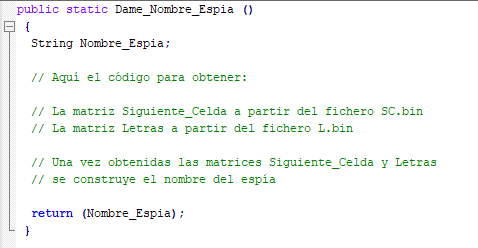 public static Dame_Nombre_Espia ()
{
String Nombre_Espia;
// Aquí el código para obtener:
// La matriz Siguiente_Celda a partir del fichero SC.bin
// La matriz Letras a partir del fichero L.bin
// Una vez obtenidas las matrices Siguiente_Celda y Letras
// se construye el nombre del espía
return (Nombre_Espia);
}